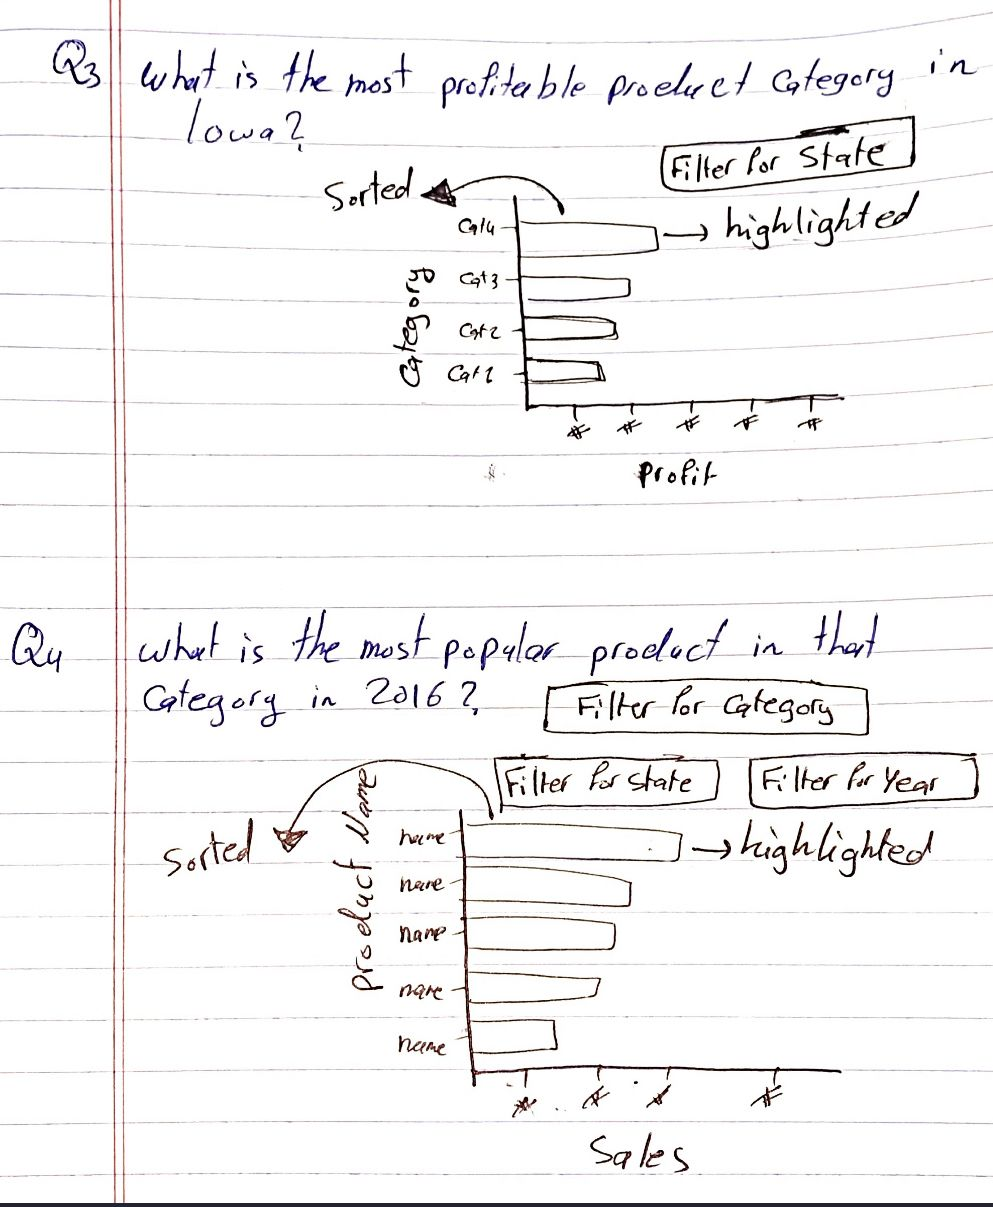 Q3 what is the most profitable product Category in
Iowa?
Filter for State
Sorted
highlighted
Cat4
Cat3
Cat2
Cat1
Category
# # # # #
Profit
Q4 what is the most popular product in that
Category in 2016?
Filter for Category
Filter for state
Filter for Year
Sorted
highlighted
name
name
name
name
name
product Name
# # # #
Sales